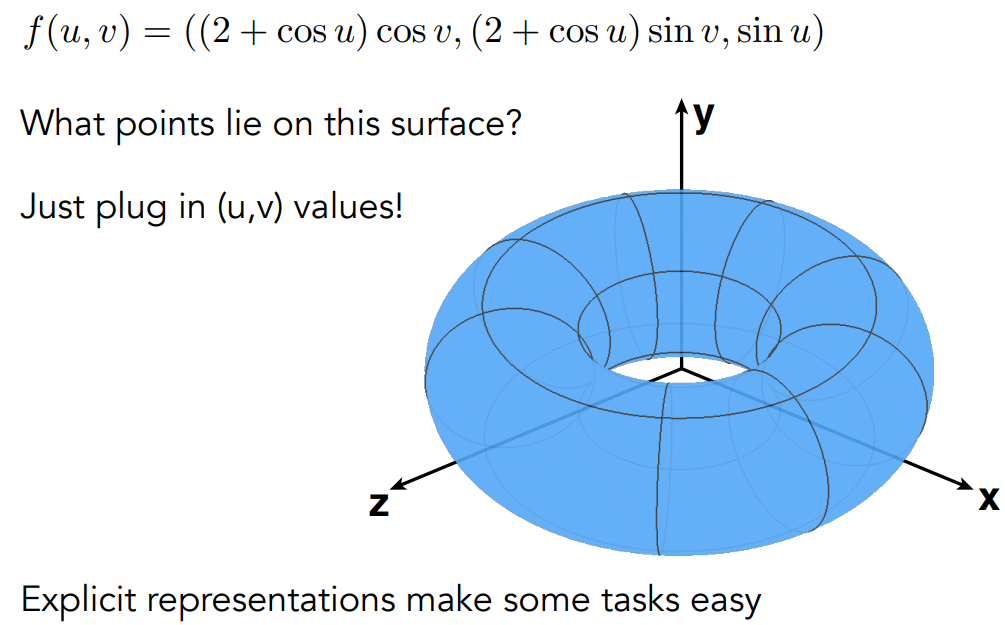 f(u, v) = ((2 + cos u) cos v, (2 + cos u) sin v, sin u)
What points lie on this surface?
y
Just plug in (u,v) values!
z
x
Explicit representations make some tasks easy